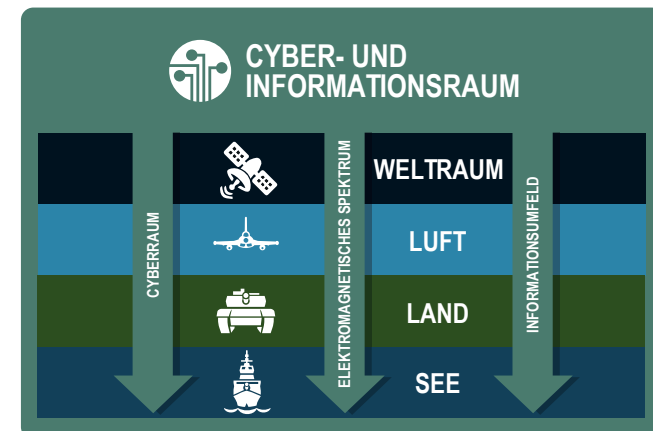 CYBER- UND
INFORMATIONSRAUM
CYBERRAUM
ELEKTROMAGNETISCHES SPEKTRUM
INFORMATIONSUMFELD
WELTRAUM
LUFT
LAND
SEE